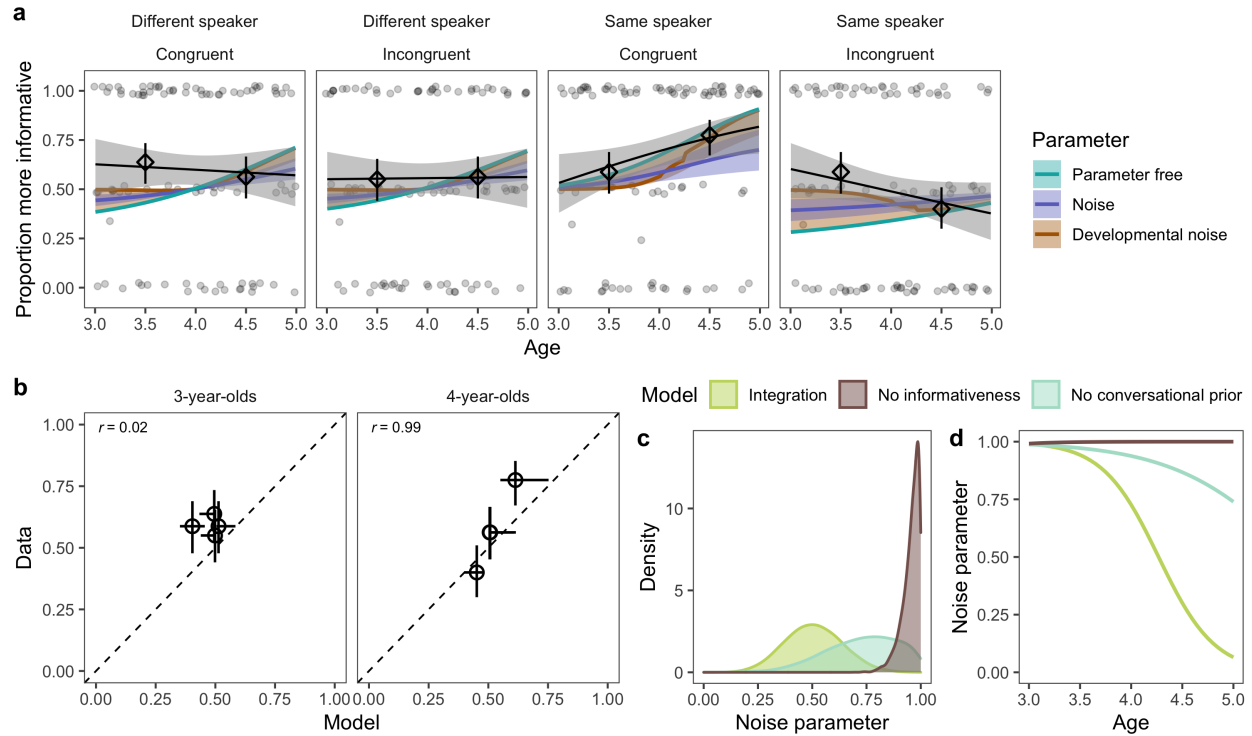 a
Different speaker
Congruent
Different speaker
Incongruent
Same speaker
Congruent
Same speaker
Incongruent
Proportion more informative
1.00
0.75
0.50
0.25
0.00
3.0 3.5 4.0 4.5 5.0
3.0 3.5 4.0 4.5 5.0
3.0 3.5 4.0 4.5 5.0
3.0 3.5 4.0 4.5 5.0
Age
Parameter
Parameter free
Noise
Developmental noise
b
3-year-olds
4-year-olds
r = 0.02
r = 0.99
Data
1.00
0.75
0.50
0.25
0.00
0.00 0.25 0.50 0.75 1.00
0.00 0.25 0.50 0.75 1.00
Model
Model
Integration
No informativeness
No conversational prior
c
Density
10
5
0
0.00 0.25 0.50 0.75 1.00
Noise parameter
d
Noise parameter
1.00
0.75
0.50
0.25
0.00
3.0 3.5 4.0 4.5 5.0
Age